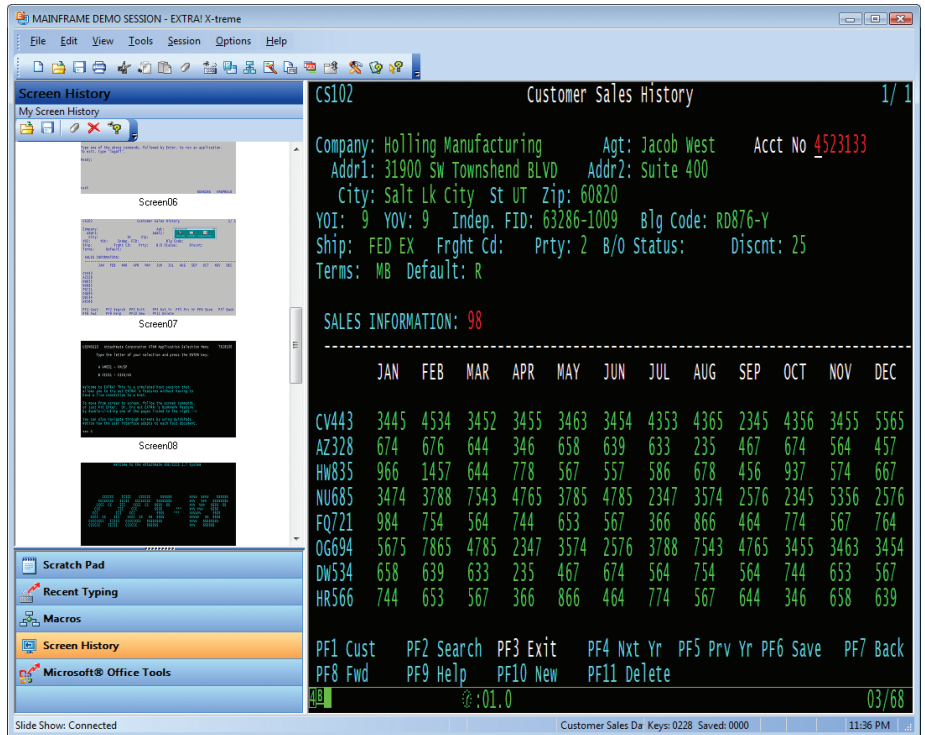 MAINFRAME DEMO SESSION - EXTRA! X-treme
File Edit View Tools Session Options Help
Screen History
My Screen History
Screen06
Screen07
Screen08
Scratch Pad
Recent Typing
Macros
Screen History
Microsoft® Office Tools
CS102 Customer Sales History 1/ 1
Company: Holling Manufacturing Agt: Jacob West Acct No 4523133
Addr1: 31900 SW Townshend BLVD Addr2: Suite 400
City: Salt Lk City St UT Zip: 60820
YOI: 9 YOV: 9 Indep. FID: 63286-1009 Blg Code: RD876-Y
Ship: FED EX Frght Cd: Prty: 2 B/O Status: Discnt: 25
Terms: MB Default: R
SALES INFORMATION: 98
JAN FEB MAR APR MAY JUN JUL AUG SEP OCT NOV DEC
CV443 3445 4534 3452 3455 3463 3454 4353 4365 2345 4356 3455 5565
AZ328 674 676 644 346 658 639 633 235 467 674 564 457
HW835 966 1457 644 778 567 557 586 678 456 937 574 667
NU685 3474 3788 7543 4765 3785 4785 2347 3574 2576 2345 5356 2576
FQ721 984 754 564 744 653 567 366 866 464 774 567 764
OG694 5675 7865 4785 2347 3574 2576 3788 7543 4765 3455 3463 3454
DW534 658 639 633 235 467 674 564 754 564 744 653 567
HR566 744 653 567 366 866 464 774 567 644 346 658 639
PF1 Cust PF2 Search PF3 Exit PF4 Nxt Yr PF5 Prv Yr PF6 Save PF7 Back
PF8 Fwd PF9 Help PF10 New PF11 Delete
4B :01.0 03/68
Slide Show: Connected Customer Sales Da Keys: 0228 Saved: 0000 11:36 PM